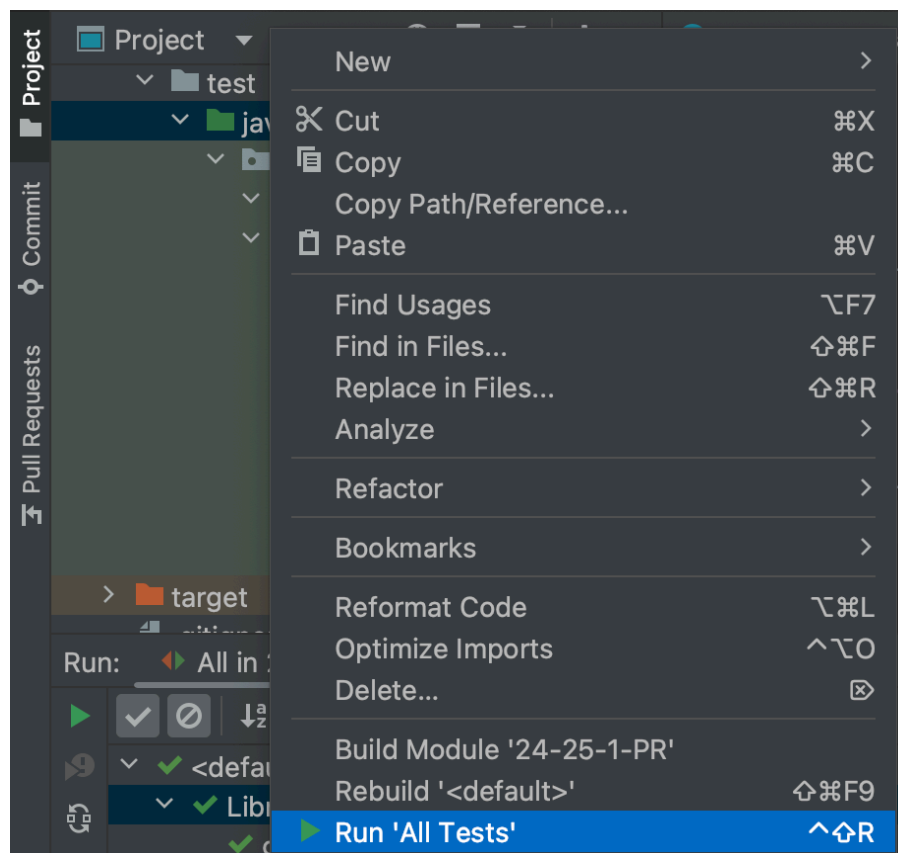 Project
Commit
Pull Requests
Project
test
target
Run:
All in
New
Cut ⌘X
Copy ⌘C
Copy Path/Reference...
Paste ⌘V
Find Usages ⌥F7
Find in Files... ⇧⌘F
Replace in Files... ⇧⌘R
Analyze
Refactor
Bookmarks
Reformat Code ⌥⌘L
Optimize Imports ^⌥O
Delete... ⌦
Build Module '24-25-1-PR'
Rebuild '<default>' ⇧⌘F9
Run 'All Tests' ^⇧R